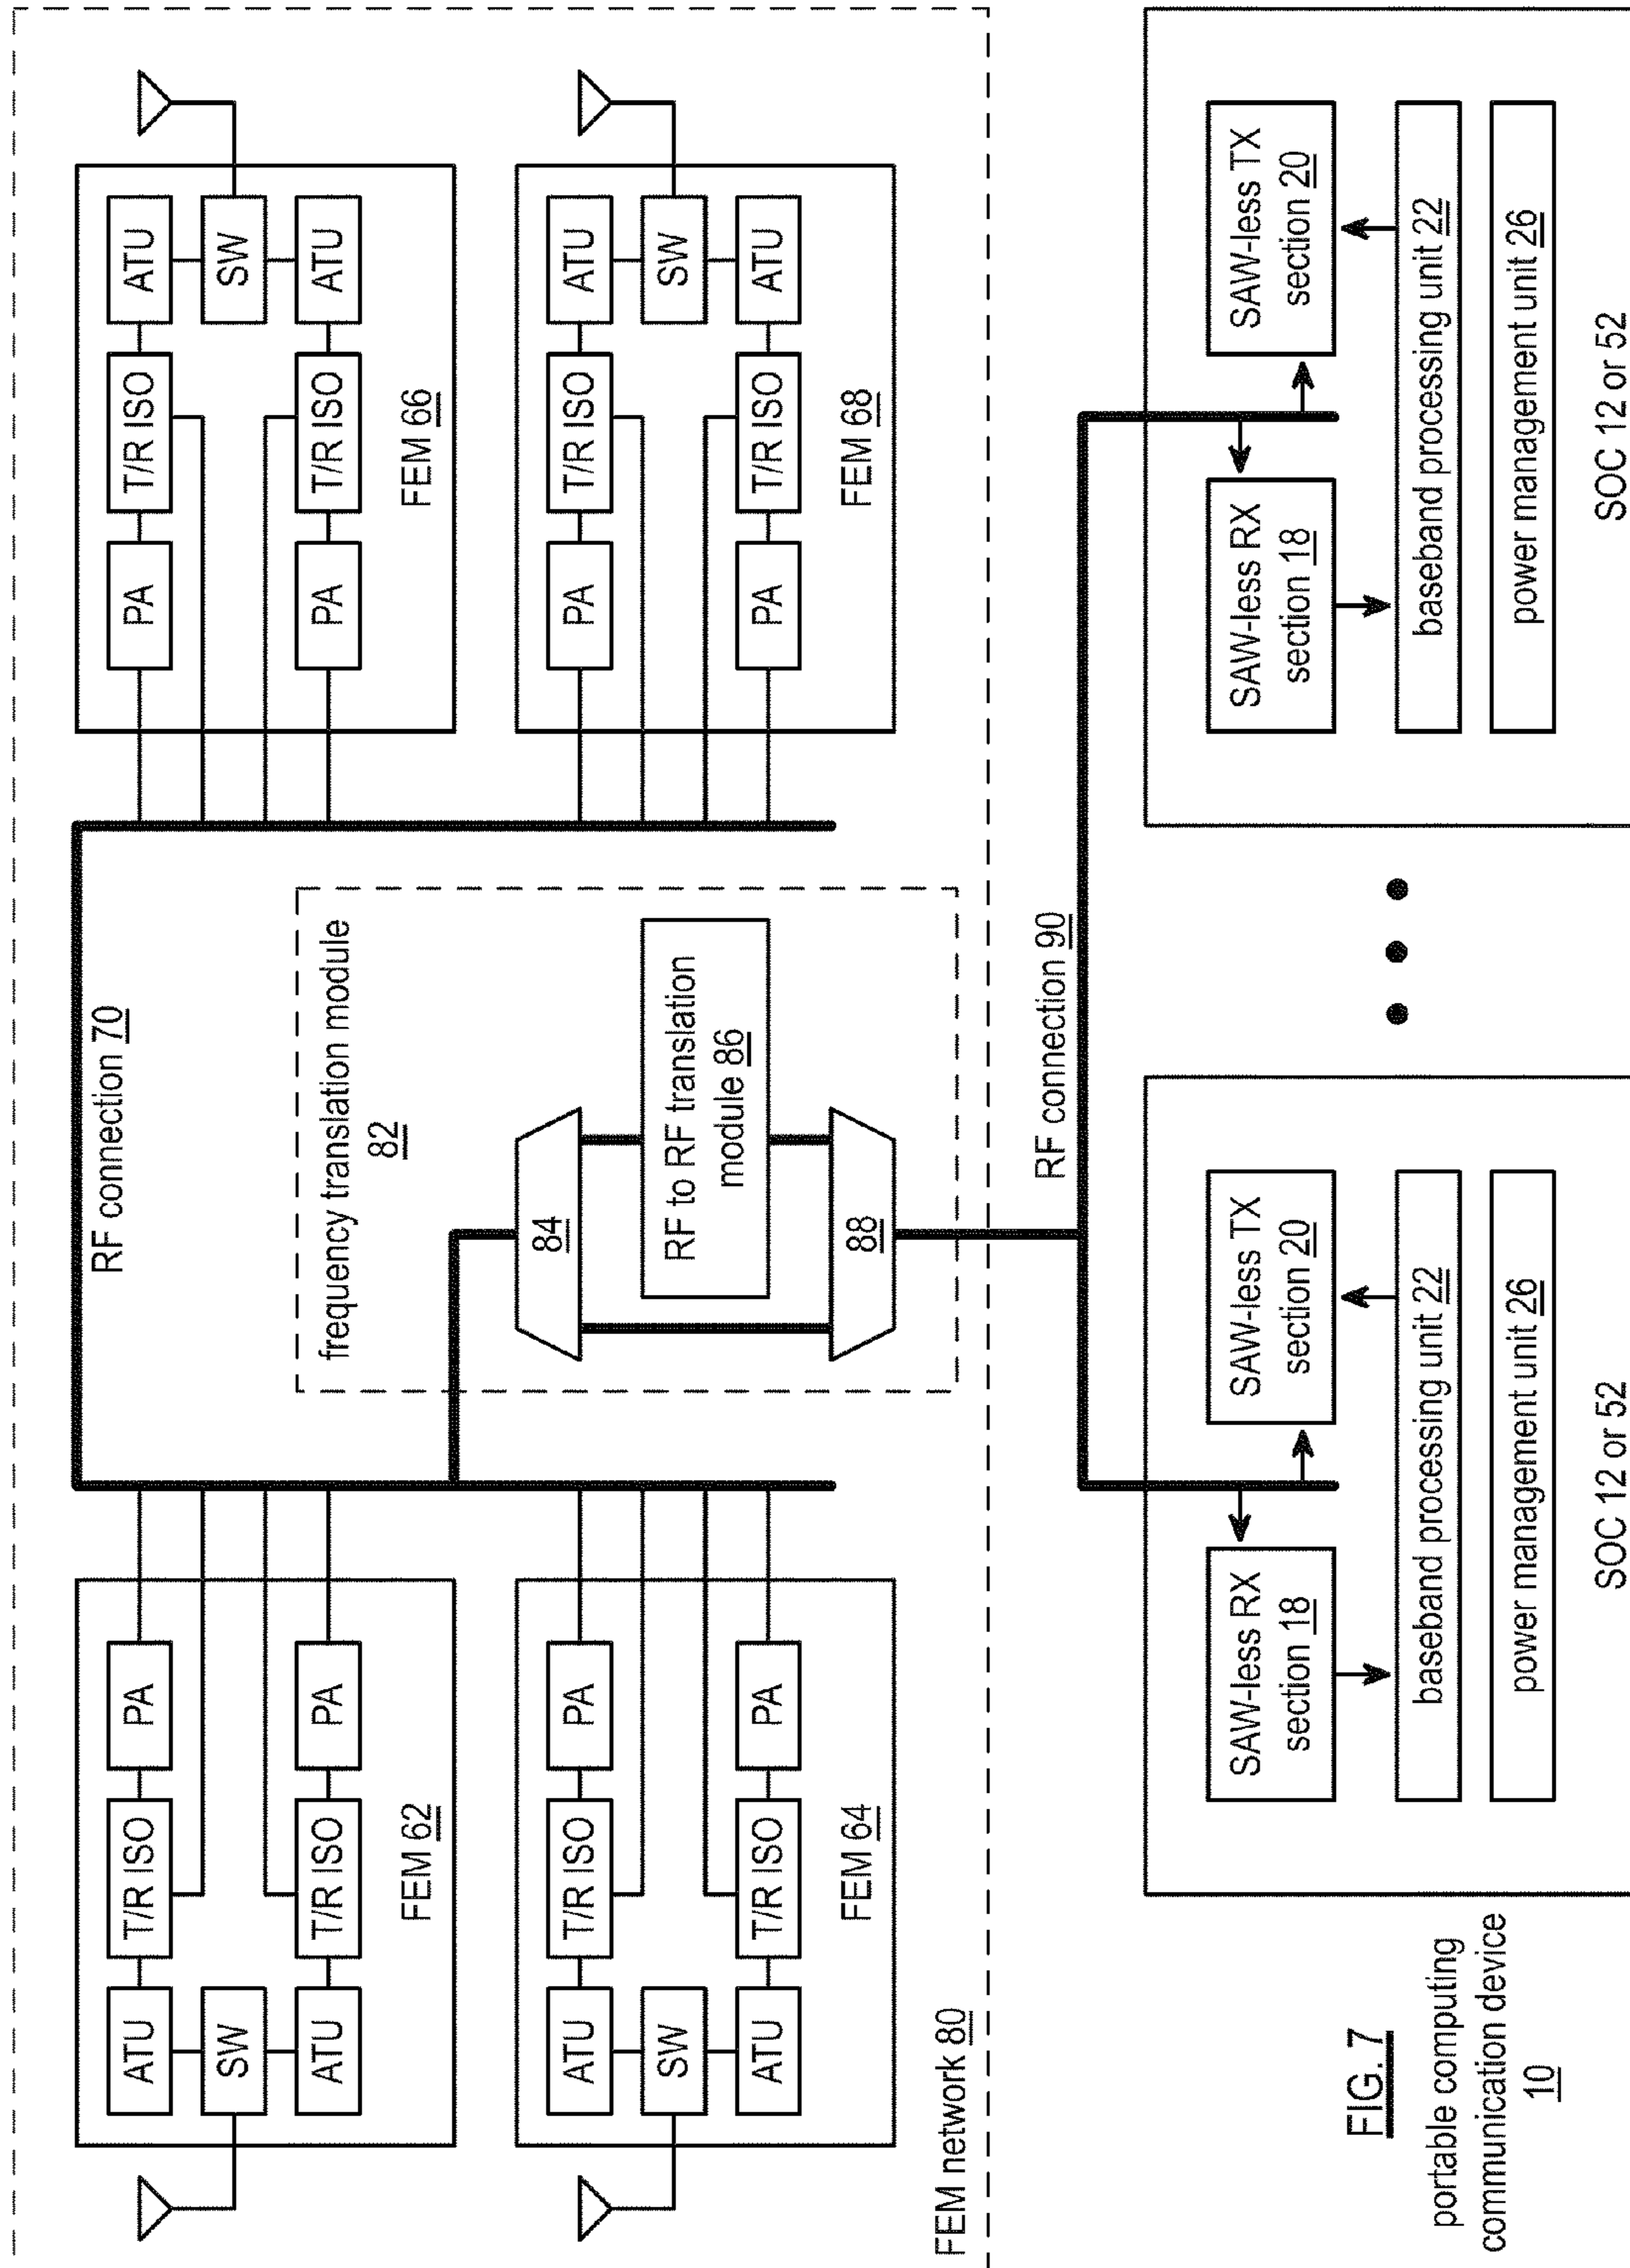 ATU
T/R ISO
PA
SW
ATU
T/R ISO
PA
FEM 62
RF connection 70
PA
T/R ISO
ATU
SW
PA
T/R ISO
ATU
FEM 66
frequency translation module
82
ATU
T/R ISO
PA
SW
ATU
T/R ISO
PA
FEM 64
84
RF to RF translation
module 86
88
PA
T/R ISO
ATU
SW
PA
T/R ISO
ATU
FEM 68
FEM network 80
RF connection 90
SAW-less RX
section 18
SAW-less TX
section 20
baseband processing unit 22
power management unit 26
SOC 12 or 52
SAW-less RX
section 18
SAW-less TX
section 20
baseband processing unit 22
power management unit 26
SOC 12 or 52
FIG. 7
portable computing
communication device
10